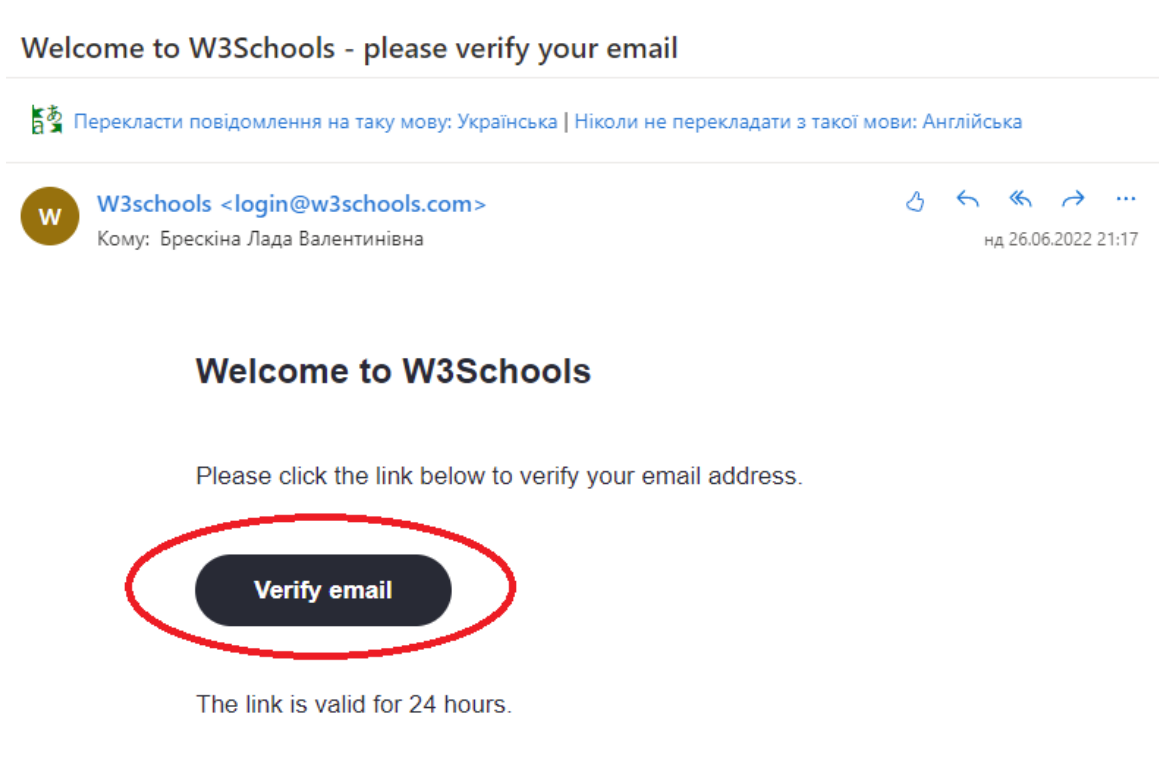 Welcome to W3Schools - please verify your email
Перекласти повідомлення на таку мову: Українська | Ніколи не перекладати з такої мови: Англійська
W
W3schools <login@w3schools.com>
Кому: Брескіна Лада Валентинівна
нд 26.06.2022 21:17
Welcome to W3Schools
Please click the link below to verify your email address.
Verify email
The link is valid for 24 hours.